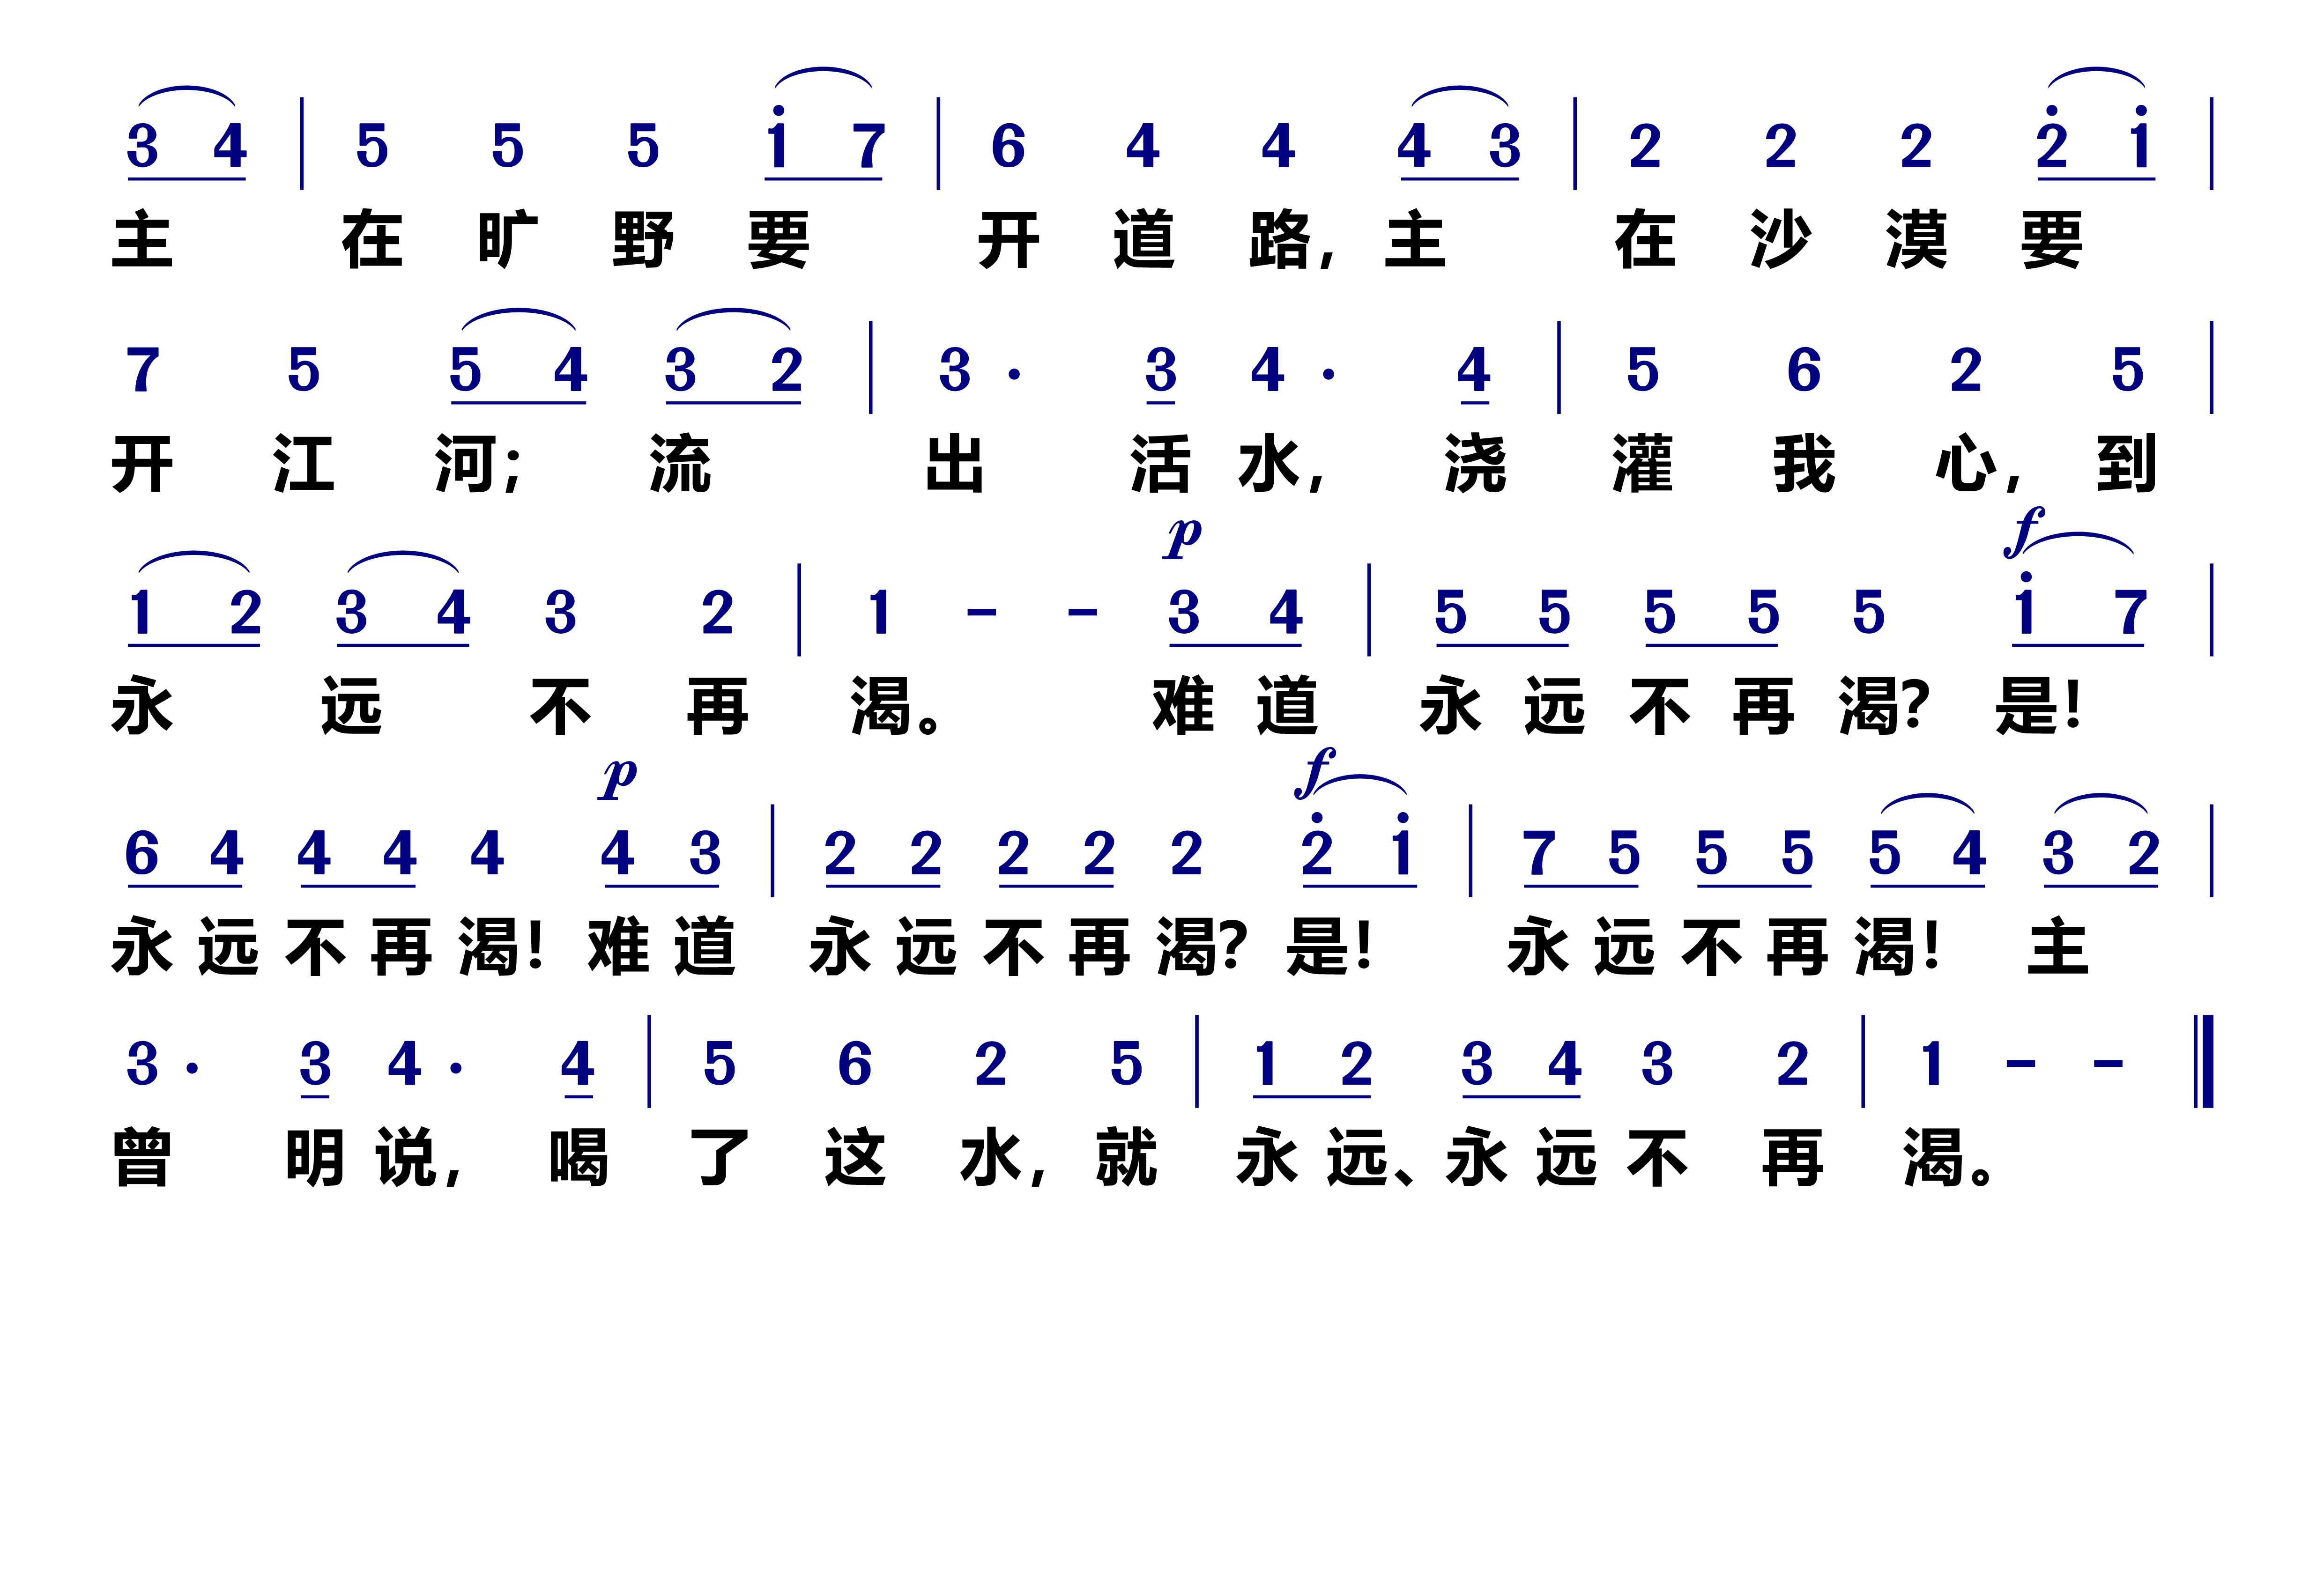 3 4 | 5 5 5 i 7 | 6 4 4 4 3 | 2 2 2 2̇ i |
主 在 旷 野 要 开 道 路, 主 在 沙 漠 要
7 5 5 4 3 2 | 3 · 3 4 · 4 | 5 6 2 5 |
开 江 河; 流 出 活 水, 浇 灌 我 心, 到
p f
1 2 3 4 3 2 | 1 – – 3 4 | 5 5 5 5 5 i 7 |
永 远 不 再 渴。 难 道 永 远 不 再 渴? 是!
p f
6 4 4 4 4 4 3 | 2 2 2 2 2 2̇ i | 7 5 5 5 5 4 3 2 |
永 远 不 再 渴! 难 道 永 远 不 再 渴? 是! 永 远 不 再 渴! 主
3 · 3 4 · 4 | 5 6 2 5 | 1 2 3 4 3 2 | 1 – – ‖
曾 明 说, 喝 了 这 水, 就 永 远、永 远 不 再 渴。